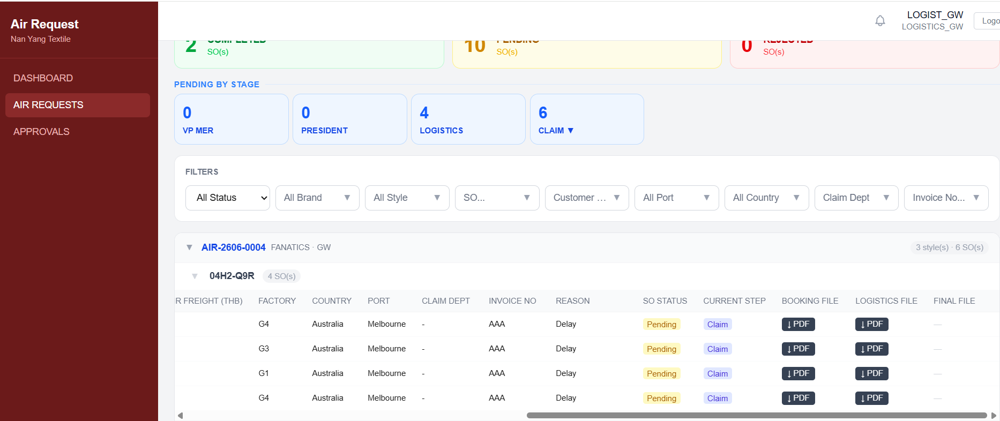 Air Request
Nan Yang Textile
DASHBOARD
AIR REQUESTS
APPROVALS
LOGIST_GW
LOGISTICS_GW
Logo
2 COMPLETED
SO(s)
10 PENDING
SO(s)
0 REJECTED
SO(s)
PENDING BY STAGE
0
VP MER
0
PRESIDENT
4
LOGISTICS
6
CLAIM ▼
FILTERS
All Status All Brand ▼ All Style ▼ SO... ▼ Customer ... ▼ All Port ▼ All Country ▼ Claim Dept ▼ Invoice No... ▼
▼ AIR-2606-0004 FANATICS · GW 3 style(s) · 6 SO(s)
▼ 04H2-Q9R 4 SO(s)
R FREIGHT (THB) FACTORY COUNTRY PORT CLAIM DEPT INVOICE NO REASON SO STATUS CURRENT STEP BOOKING FILE LOGISTICS FILE FINAL FILE
G4 Australia Melbourne - AAA Delay Pending Claim ↓ PDF ↓ PDF —
G3 Australia Melbourne - AAA Delay Pending Claim ↓ PDF ↓ PDF —
G1 Australia Melbourne - AAA Delay Pending Claim ↓ PDF ↓ PDF —
G4 Australia Melbourne - AAA Delay Pending Claim ↓ PDF ↓ PDF —